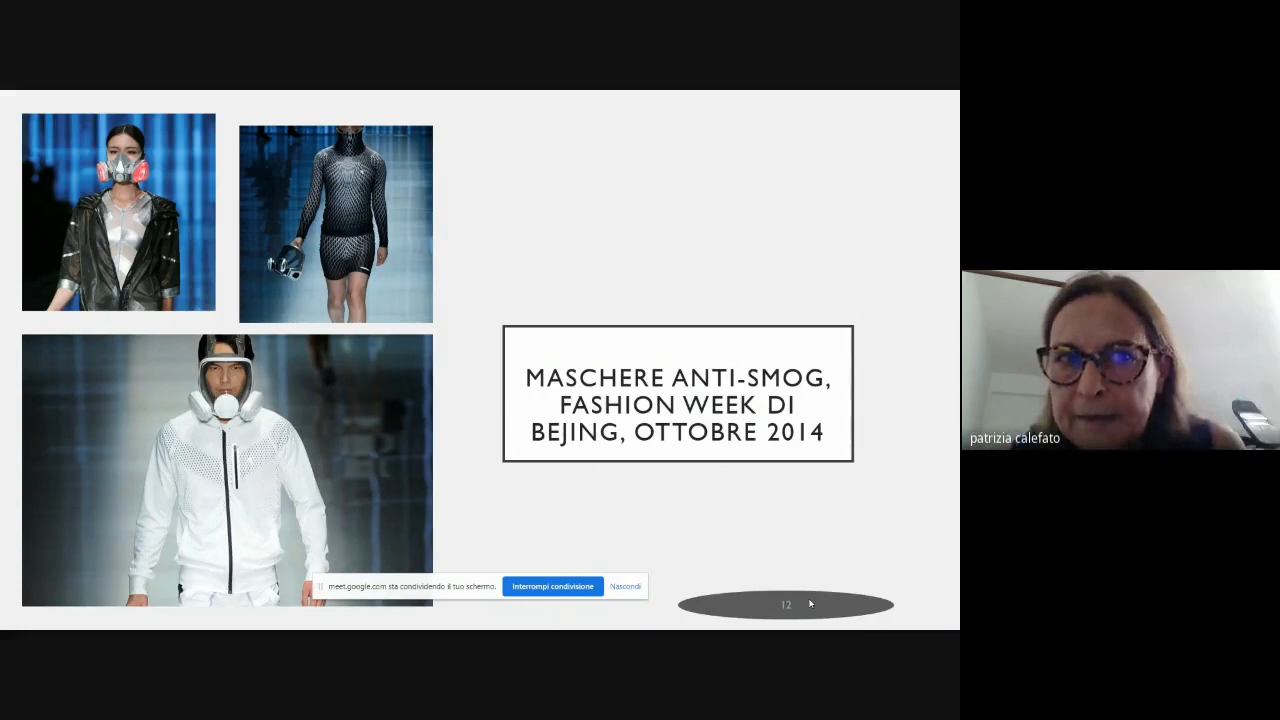 MASCHERE ANTI-SMOG,
FASHION WEEK DI
BEJING, OTTOBRE 2014
patrizia calefato
meet.google.com sta condividendo il tuo schermo. Interrompi condivisione Nascondi
12